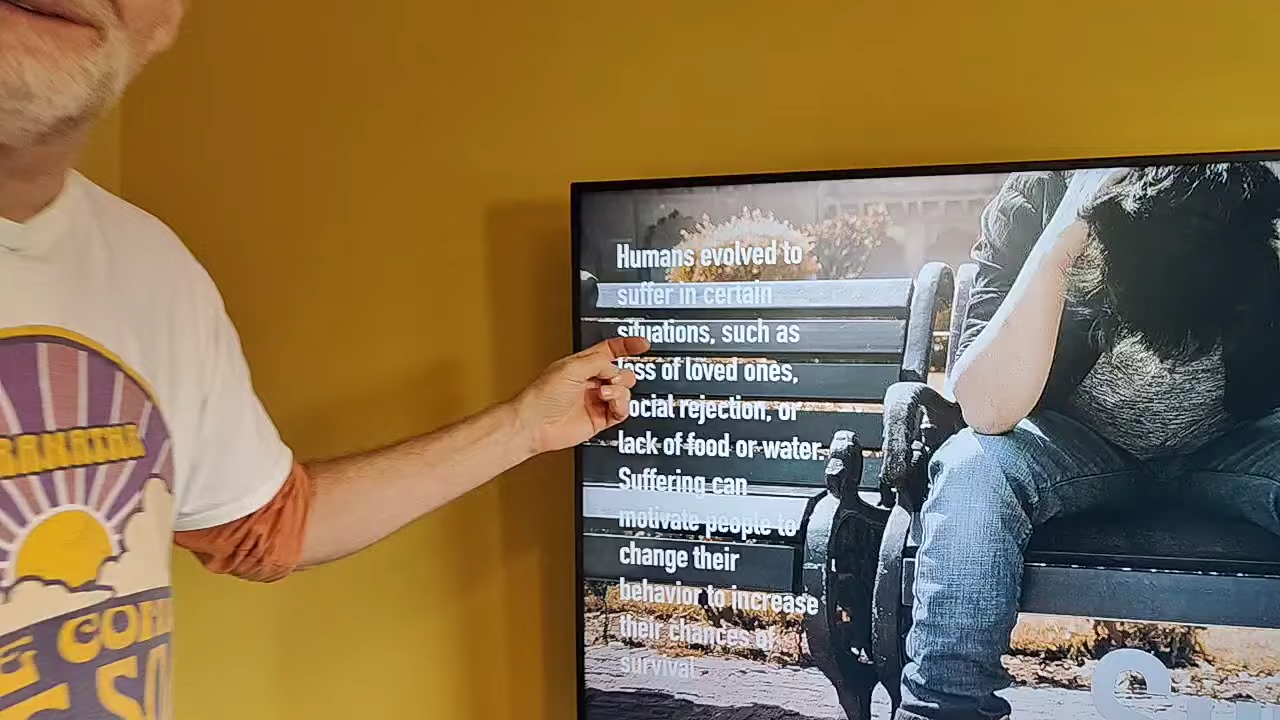 Humans evolved to
suffer in certain
situations, such as
loss of loved ones,
social rejection, or
lack of food or water.
Suffering can
motivate people to
change their
behavior to increase
their chances of
survival